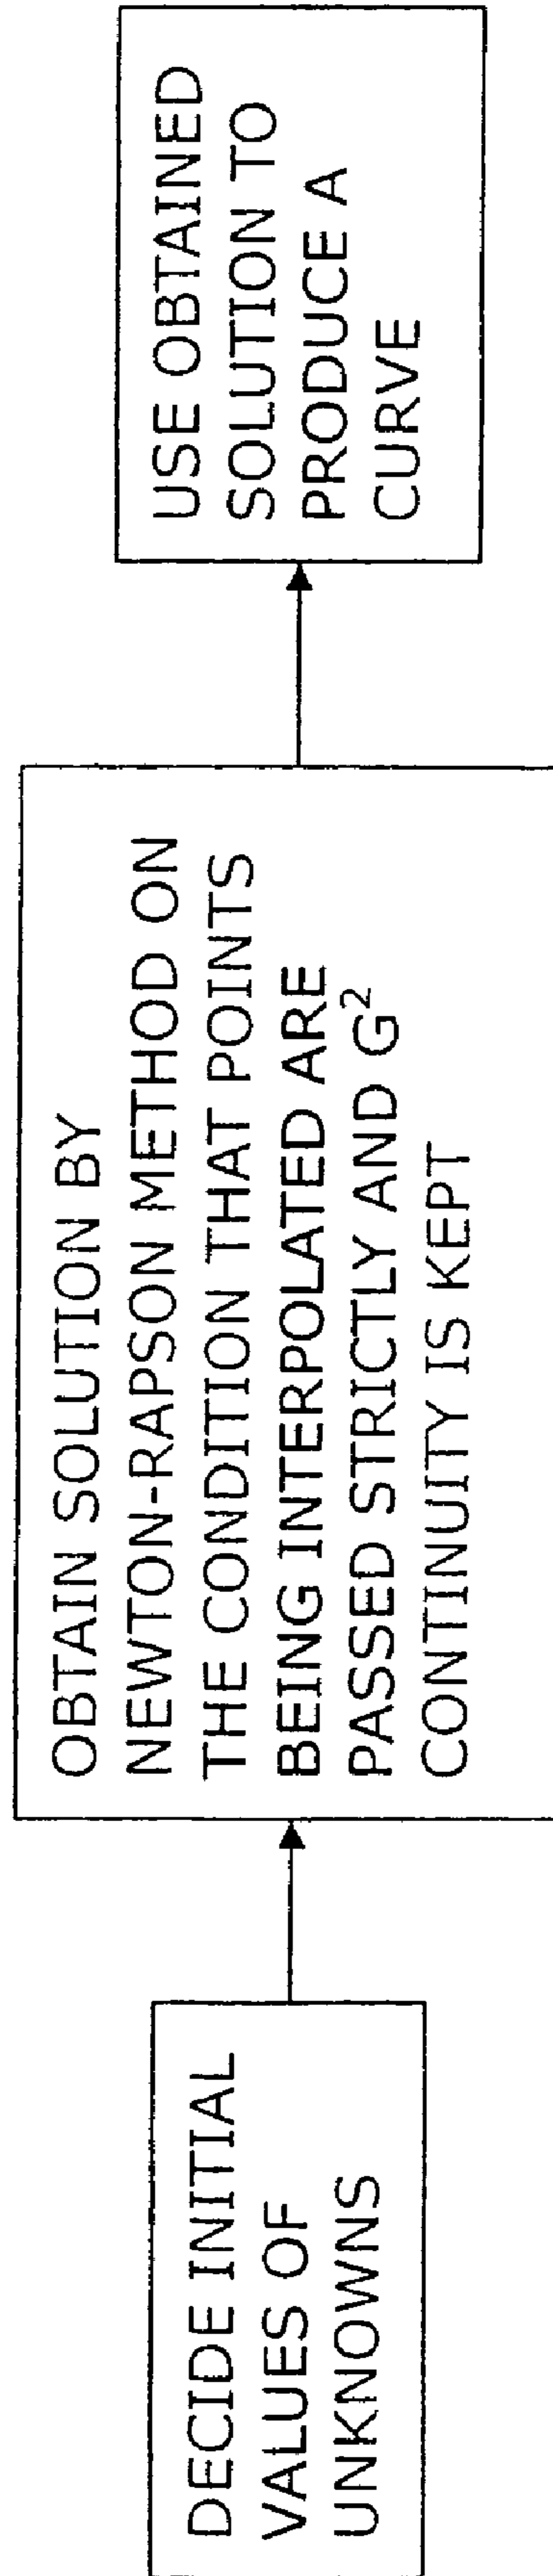 DECIDE INITIAL
VALUES OF
UNKNOWNS
OBTAIN SOLUTION BY
NEWTON-RAPSON METHOD ON
THE CONDITION THAT POINTS
BEING INTERPOLATED ARE
PASSED STRICTLY AND G²
CONTINUITY IS KEPT
USE OBTAINED
SOLUTION TO
PRODUCE A
CURVE